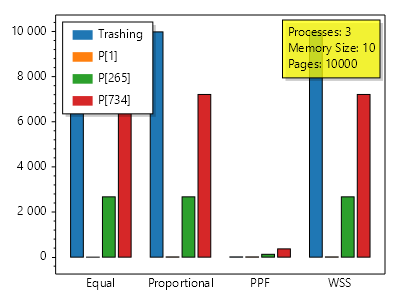 10 000
8 000
6 000
4 000
2 000
0
Trashing
P[1]
P[265]
P[734]
Processes: 3
Memory Size: 10
Pages: 10000
Equal
Proportional
PPF
WSS